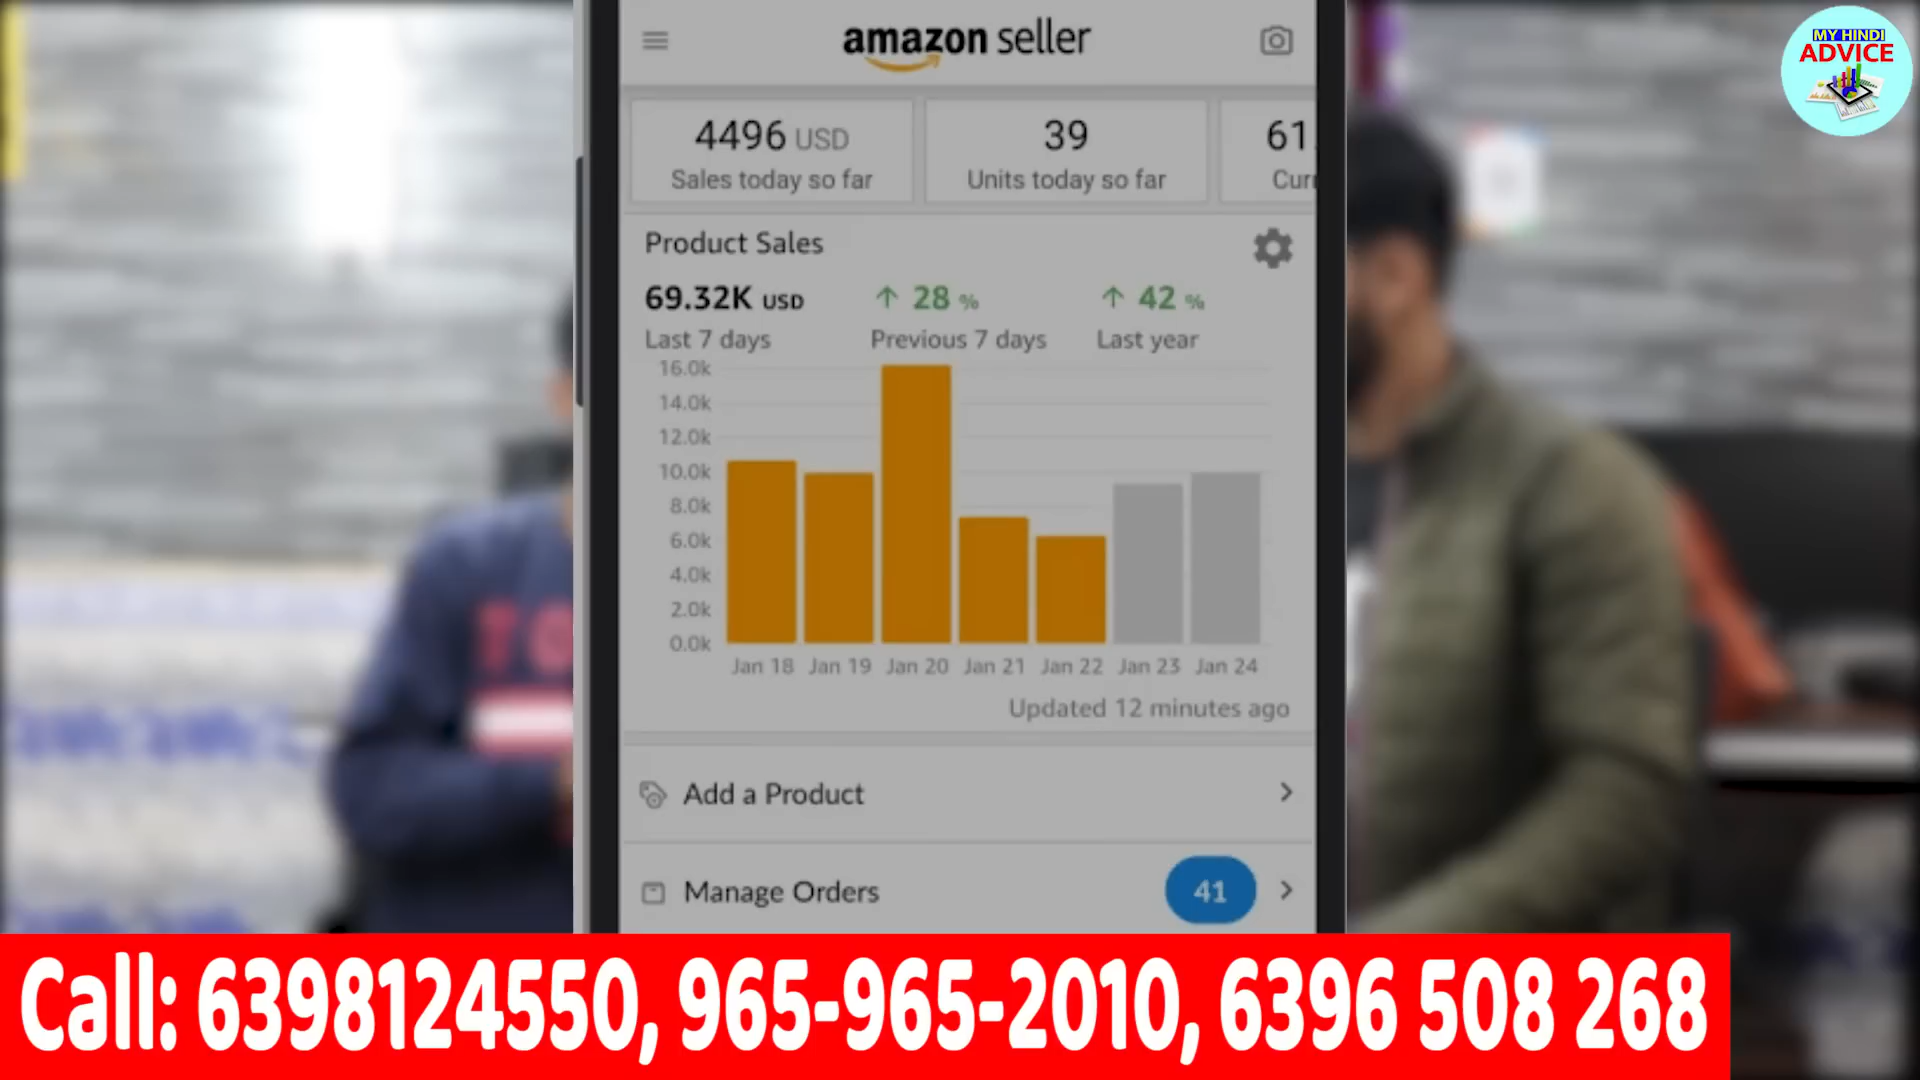 MY HINDI
ADVICE
amazon seller
4496 USD
Sales today so far
39
Units today so far
61
Curr
Product Sales
69.32K USD
Last 7 days
↑ 28 %
Previous 7 days
↑ 42 %
Last year
16.0k
14.0k
12.0k
10.0k
8.0k
6.0k
4.0k
2.0k
0.0k
Jan 18 Jan 19 Jan 20 Jan 21 Jan 22 Jan 23 Jan 24
Updated 12 minutes ago
Add a Product
Manage Orders 41
TO
Call: 6398124550, 965-965-2010, 6396 508 268